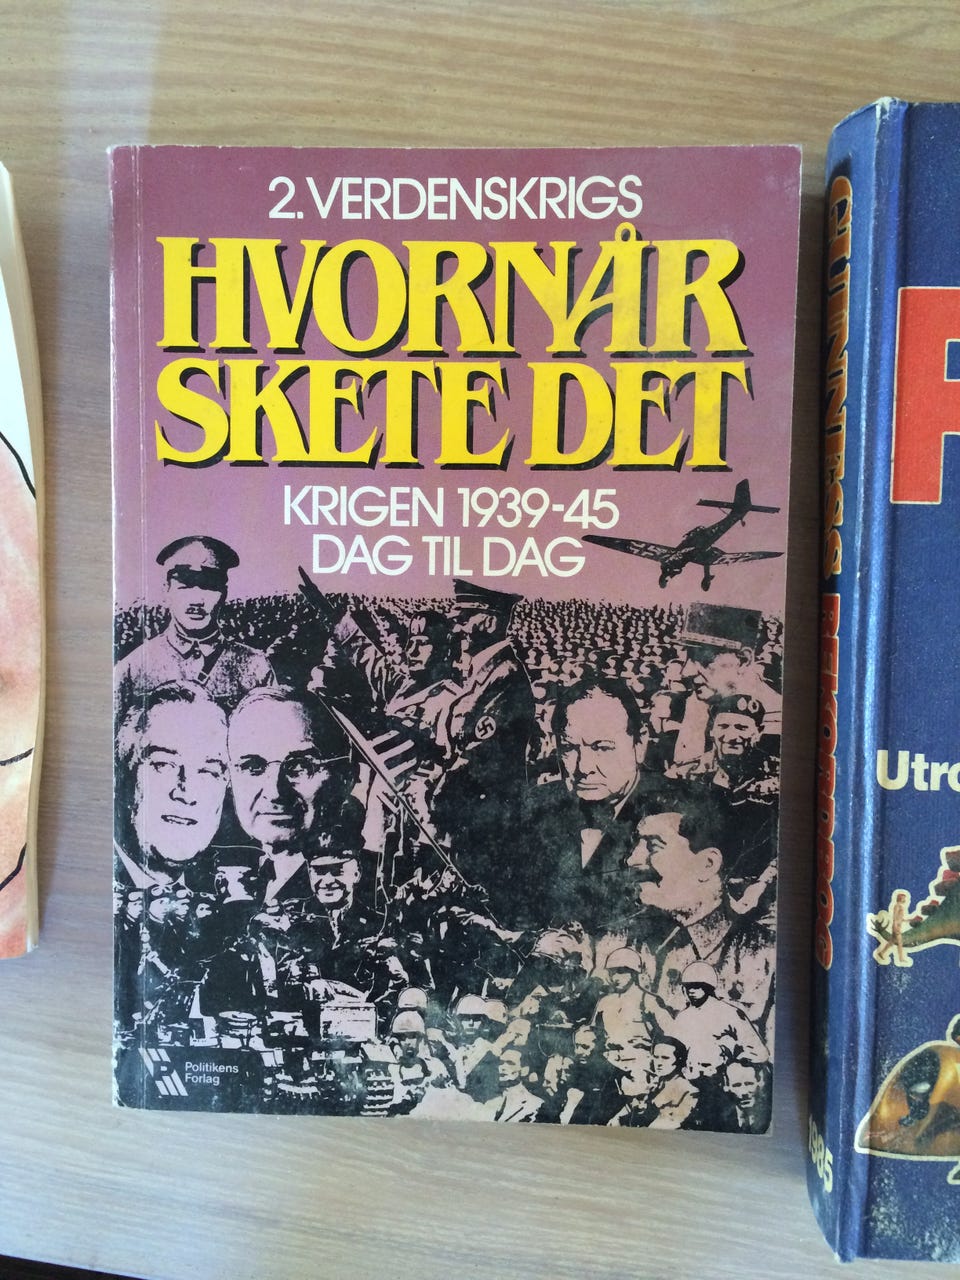 2. VERDENSKRIGS
HVORNÅR
SKETE DET
KRIGEN 1939-45
DAG TIL DAG
Politikens
Forlag
GUINNESS REKORDBOG
1985
Utro